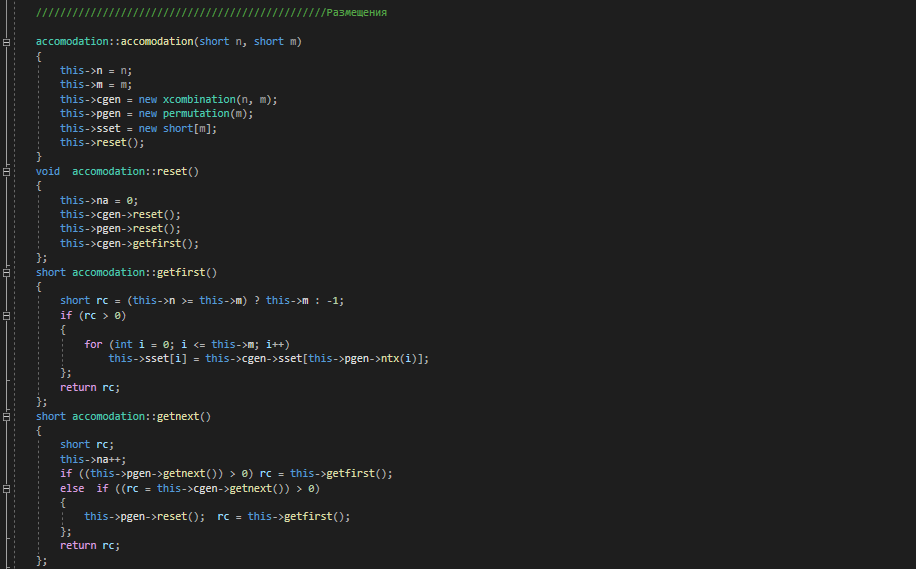 ////////////////////////////////////////////////Размещения
accomodation::accomodation(short n, short m)
{
this->n = n;
this->m = m;
this->cgen = new xcombination(n, m);
this->pgen = new permutation(m);
this->sset = new short[m];
this->reset();
}
void  accomodation::reset()
{
this->na = 0;
this->cgen->reset();
this->pgen->reset();
this->cgen->getfirst();
};
short accomodation::getfirst()
{
short rc = (this->n >= this->m) ? this->m : -1;
if (rc > 0)
{
for (int i = 0; i <= this->m; i++)
this->sset[i] = this->cgen->sset[this->pgen->ntx(i)];
};
return rc;
};
short accomodation::getnext()
{
short rc;
this->na++;
if ((this->pgen->getnext()) > 0) rc = this->getfirst();
else  if ((rc = this->cgen->getnext()) > 0)
{
this->pgen->reset();  rc = this->getfirst();
};
return rc;
};